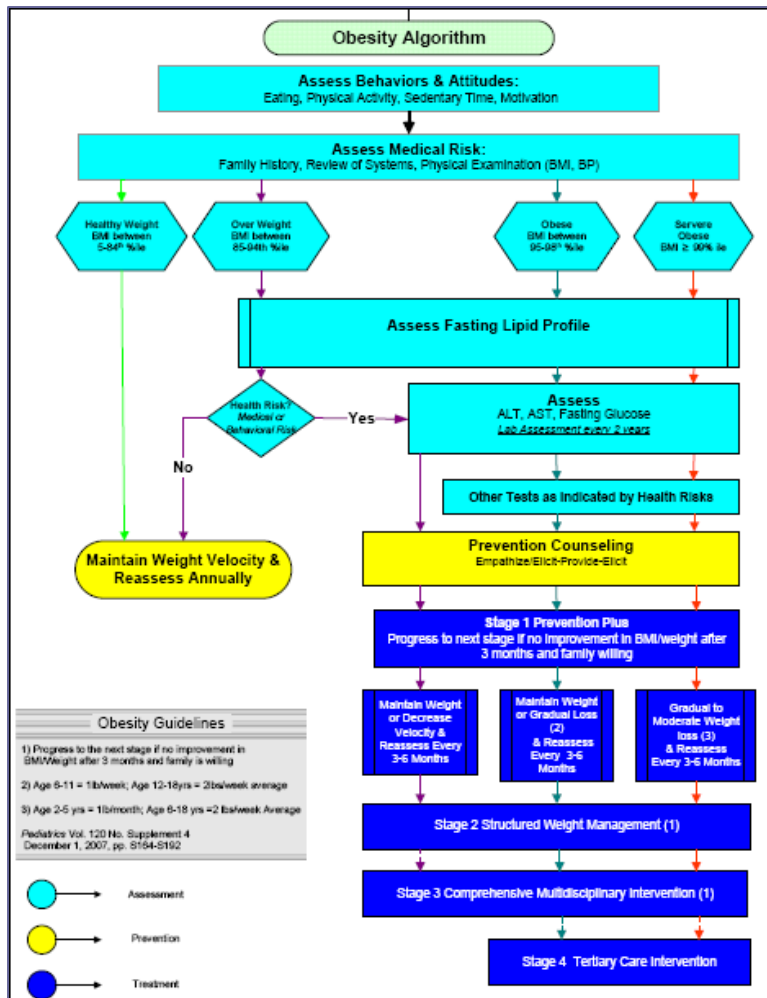 Obesity Algorithm
Assess Behaviors & Attitudes:
Eating, Physical Activity, Sedentary Time, Motivation
Assess Medical Risk:
Family History, Review of Systems, Physical Examination (BMI, BP)
Healthy Weight
BMI between
5-84th %ile
Over Weight
BMI between
85-94th %ile
Obese
BMI between
95-98th %ile
Servere
Obese
BMI ≥ 99% ile
Assess Fasting Lipid Profile
Health Risk?
Medical or
Behavioral Risk
Yes
No
Assess
ALT, AST, Fasting Glucose
Lab Assessment every 2 years
Other Tests as Indicated by Health Risks
Maintain Weight Velocity &
Reassess Annually
Prevention Counseling
Empathize/Elicit-Provide-Elicit
Stage 1 Prevention Plus
Progress to next stage if no improvement in BMI/weight after
3 months and family willing
Maintain Weight
or Decrease
Velocity &
Reassess Every
3-6 Months
Maintain Weight
or Gradual Loss
(2)
& Reassess
Every 3-6
Months
Gradual to
Moderate Weight
loss (3)
& Reassess
Every 3-6 Months
Stage 2 Structured Weight Management (1)
Stage 3 Comprehensive Multidisciplinary Intervention (1)
Stage 4 Tertiary Care Intervention
Obesity Guidelines
1) Progress to the next stage if no improvement in
BMI/Weight after 3 months and family is willing
2) Age 6-11 = 1lb/week; Age 12-18yrs = 2lbs/week average
3) Age 2-5 yrs = 1lb/month; Age 6-18 yrs =2 lbs/week Average
Pediatrics Vol. 120 No. Supplement 4
December 1, 2007, pp. S164-S192
Assessment
Prevention
Treatment